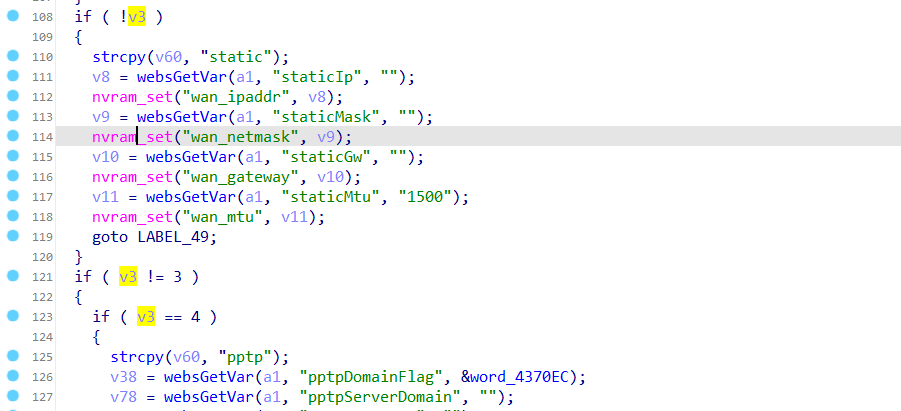 108 if ( !v3 )
109 {
110 strcpy(v60, "static");
111 v8 = websGetVar(a1, "staticIp", "");
112 nvram_set("wan_ipaddr", v8);
113 v9 = websGetVar(a1, "staticMask", "");
114 nvram_set("wan_netmask", v9);
115 v10 = websGetVar(a1, "staticGw", "");
116 nvram_set("wan_gateway", v10);
117 v11 = websGetVar(a1, "staticMtu", "1500");
118 nvram_set("wan_mtu", v11);
119 goto LABEL_49;
120 }
121 if ( v3 != 3 )
122 {
123 if ( v3 == 4 )
124 {
125 strcpy(v60, "pptp");
126 v38 = websGetVar(a1, "pptpDomainFlag", &word_4370EC);
127 v78 = websGetVar(a1, "pptpServerDomain", "");